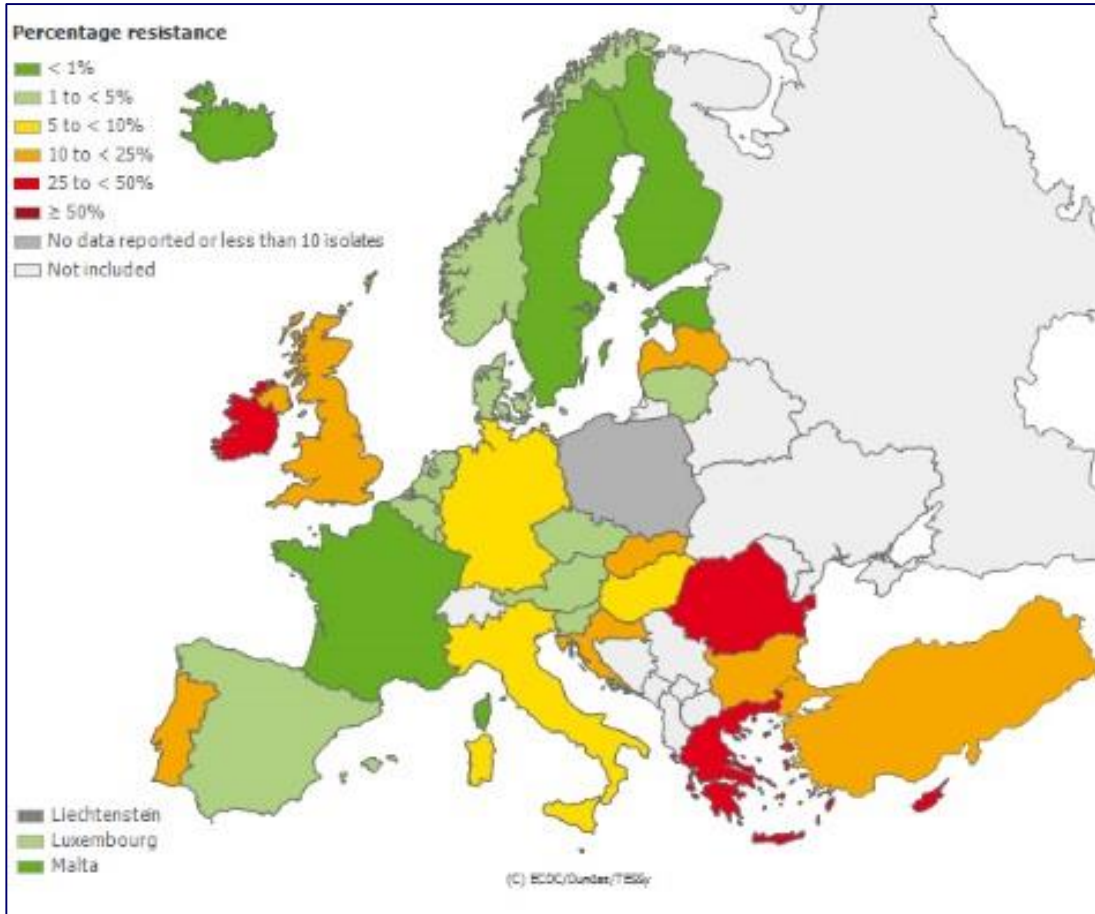 Percentage resistance
< 1%
1 to < 5%
5 to < 10%
10 to < 25%
25 to < 50%
≥ 50%
No data reported or less than 10 isolates
Not included
Liechtenstein
Luxembourg
Malta
(C) ECDC/Dundas/TESSy